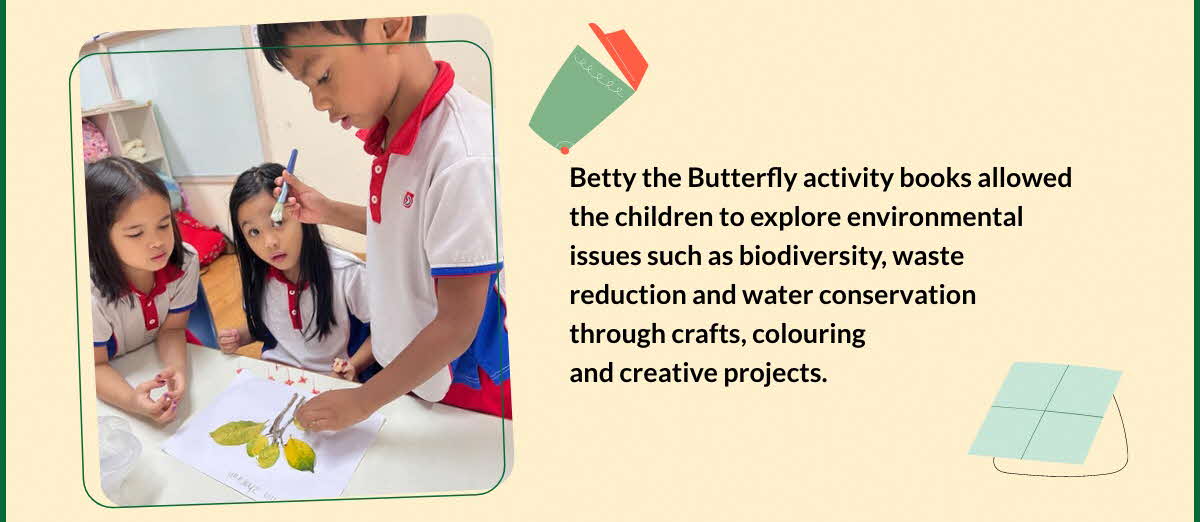 Betty the Butterfly activity books allowed
the children to explore environmental
issues such as biodiversity, waste
reduction and water conservation
through crafts, colouring
and creative projects.